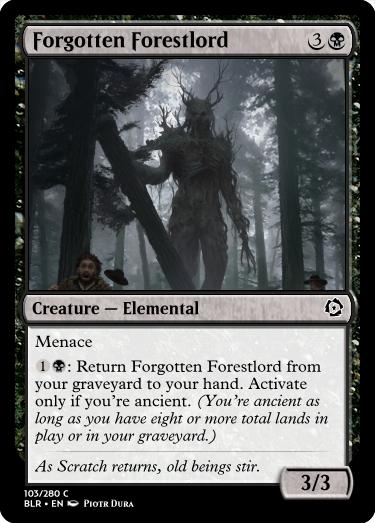 Forgotten Forestlord 3
Creature — Elemental
Menace
1 : Return Forgotten Forestlord from
your graveyard to your hand. Activate
only if you're ancient. (You're ancient as
long as you have eight or more total lands in
play or in your graveyard.)
As Scratch returns, old beings stir.
3/3
103/280 C
BLR • EN Piotr Dura